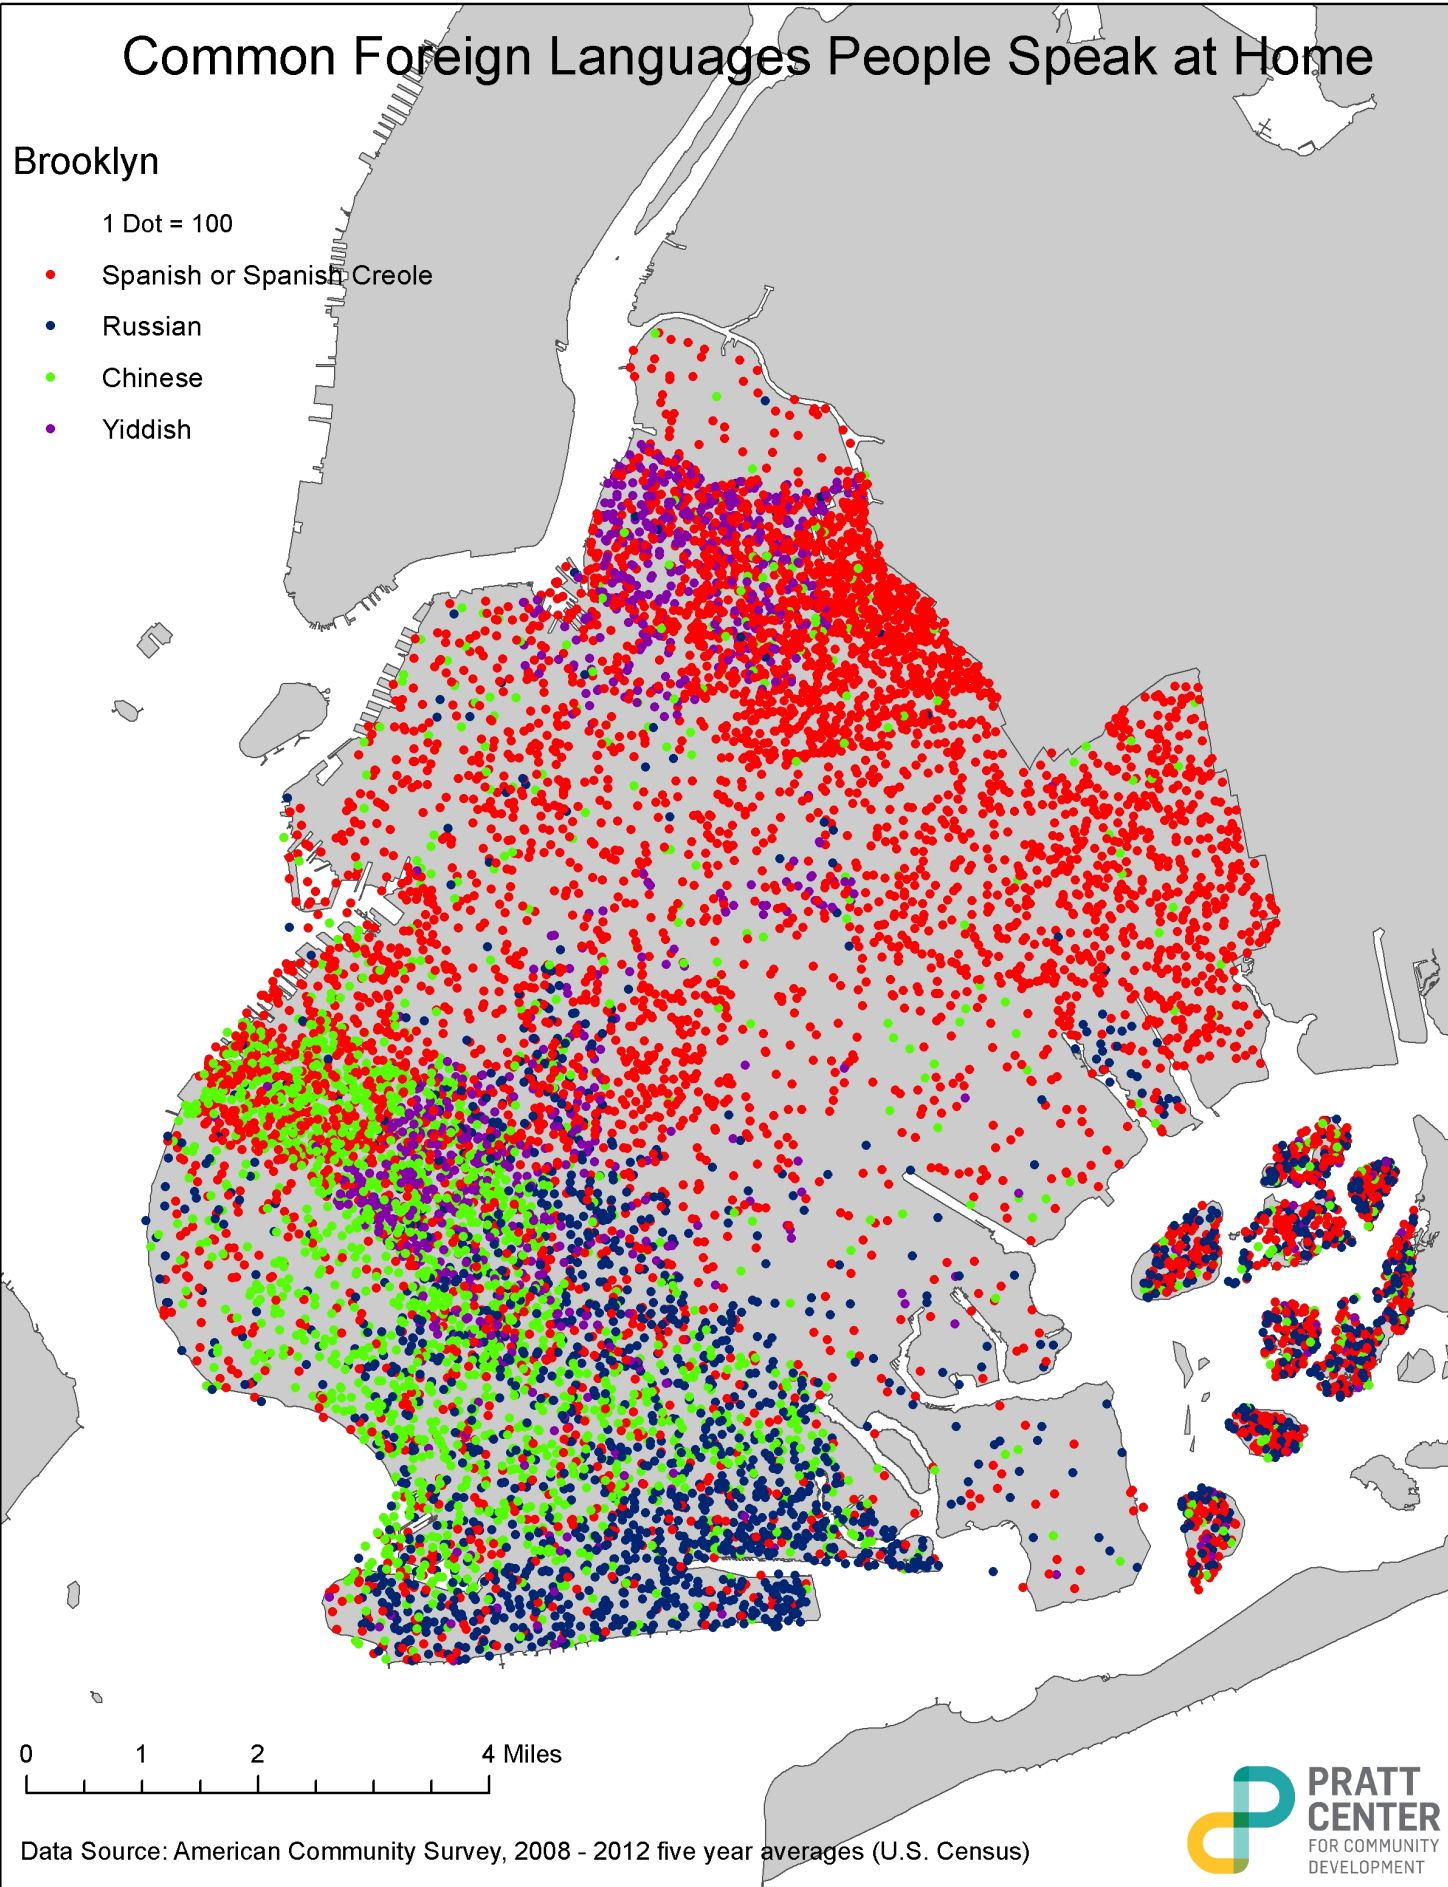 Common Foreign Languages People Speak at Home
Brooklyn
1 Dot = 100
Spanish or Spanish Creole
Russian
Chinese
Yiddish
0 1 2 4 Miles
Data Source: American Community Survey, 2008 - 2012 five year averages (U.S. Census)
PRATT
CENTER
FOR COMMUNITY
DEVELOPMENT